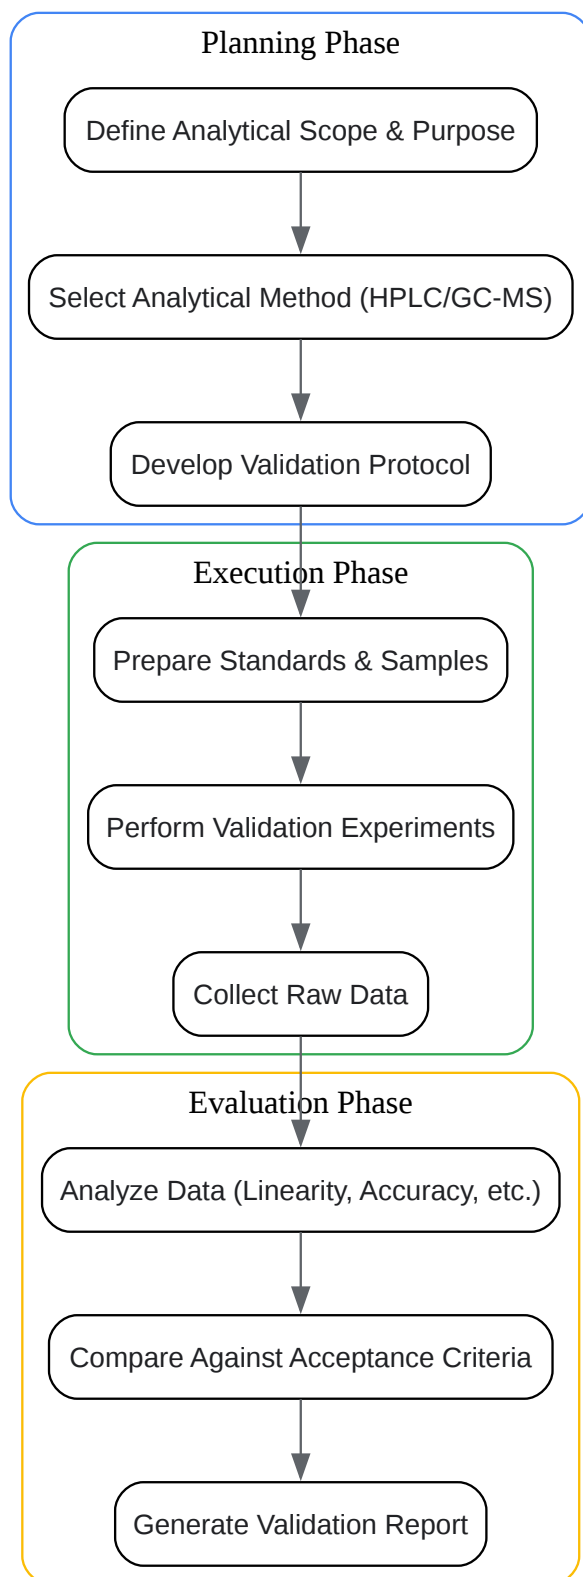 Planning Phase
Define Analytical Scope & Purpose
Select Analytical Method (HPLC/GC-MS)
Develop Validation Protocol
Execution Phase
Prepare Standards & Samples
Perform Validation Experiments
Collect Raw Data
Evaluation Phase
Analyze Data (Linearity, Accuracy, etc.)
Compare Against Acceptance Criteria
Generate Validation Report